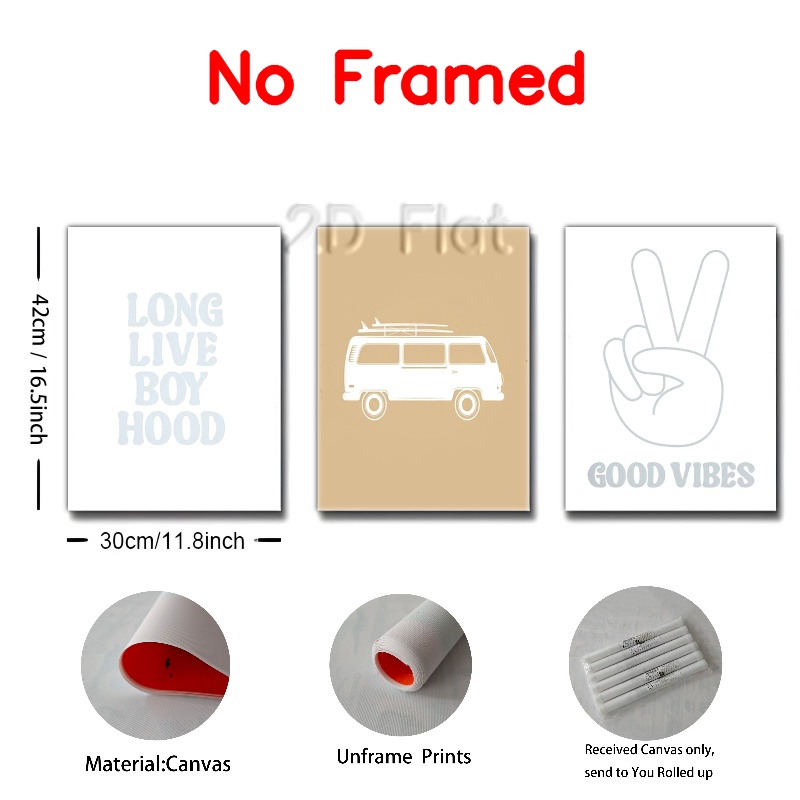 No Framed
2D Flat
42cm / 16.5inch
LONG
LIVE
BOY
HOOD
GOOD VIBES
30cm/11.8inch
Material:Canvas
Unframe Prints
Received Canvas only,
send to You Rolled up